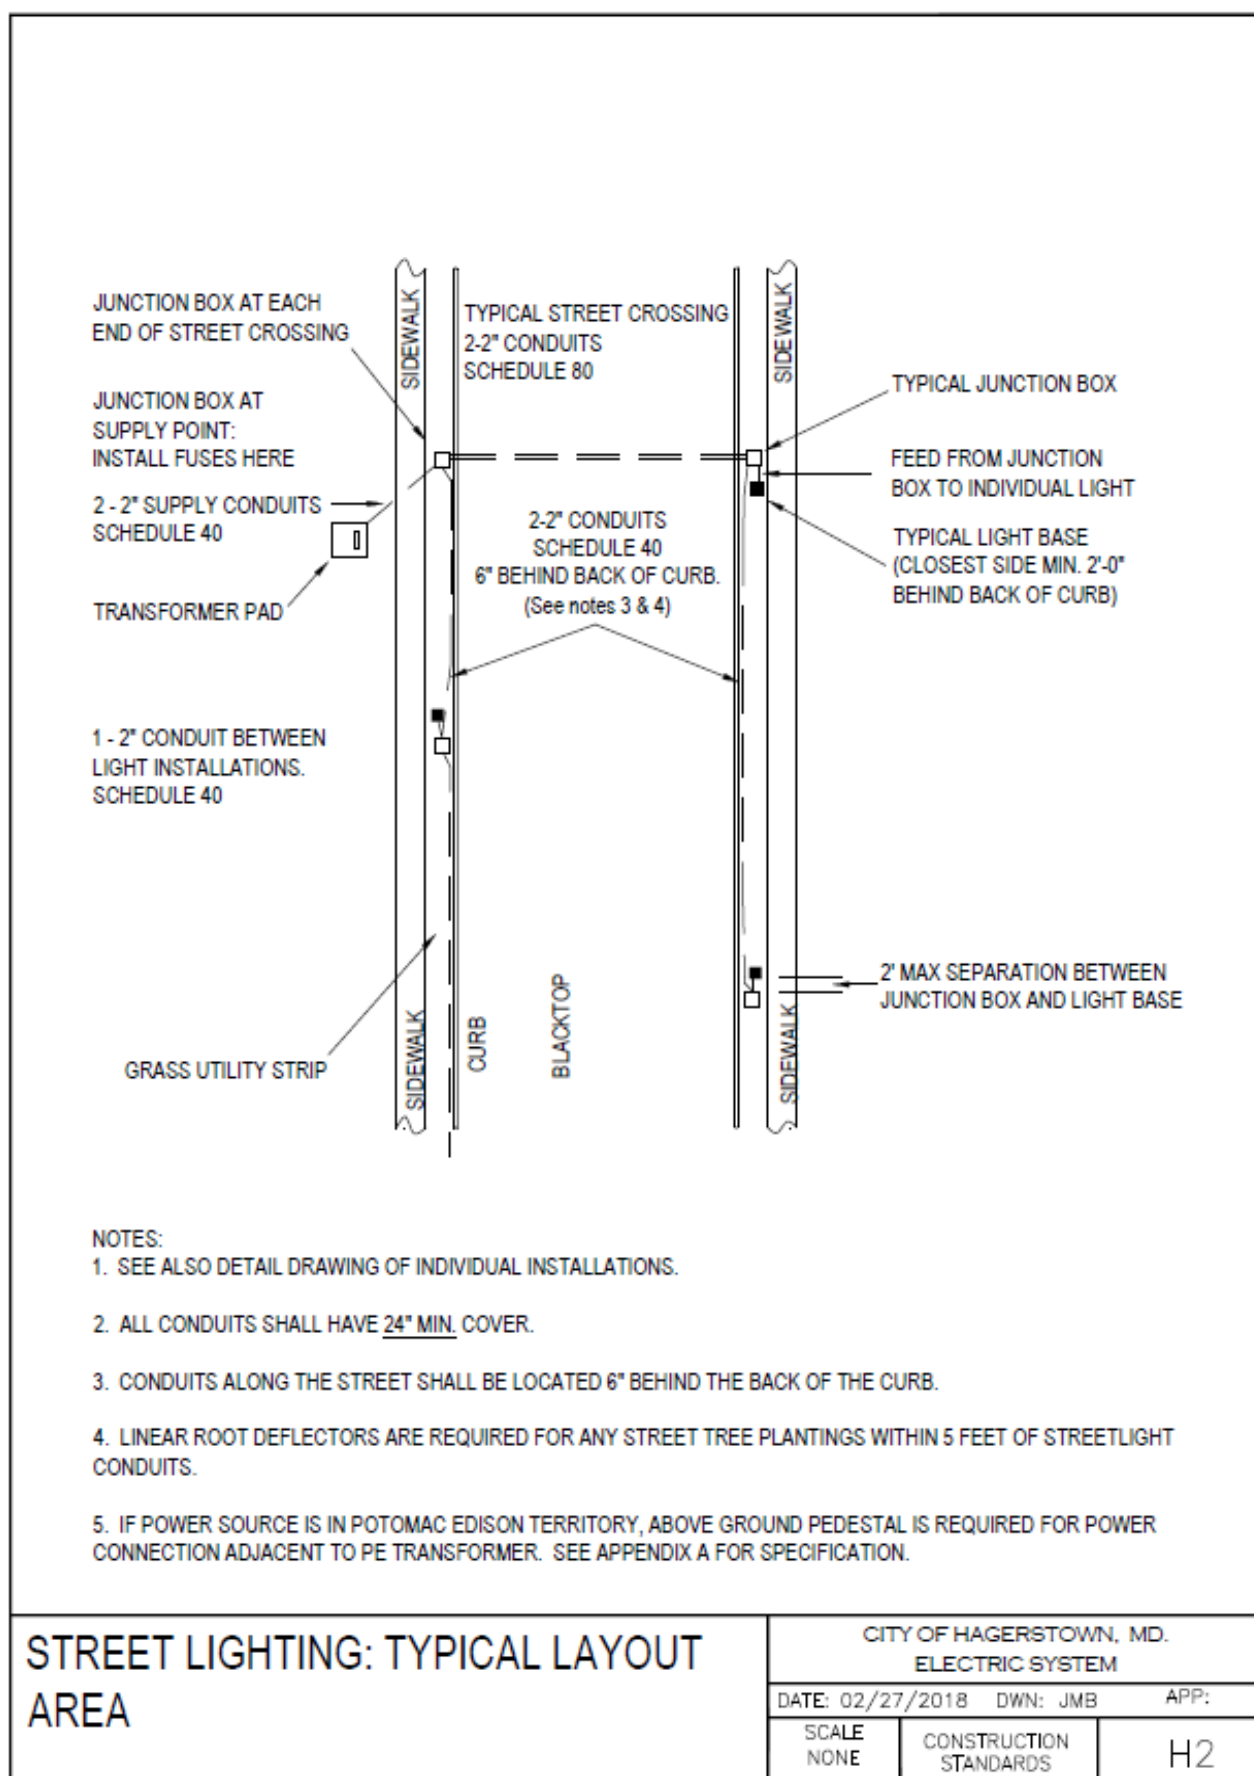 JUNCTION BOX AT EACH
END OF STREET CROSSING
JUNCTION BOX AT
SUPPLY POINT:
INSTALL FUSES HERE
2 - 2" SUPPLY CONDUITS
SCHEDULE 40
TRANSFORMER PAD
1 - 2" CONDUIT BETWEEN
LIGHT INSTALLATIONS.
SCHEDULE 40
GRASS UTILITY STRIP
SIDEWALK
SIDEWALK
TYPICAL STREET CROSSING
2-2" CONDUITS
SCHEDULE 80
2-2" CONDUITS
SCHEDULE 40
6" BEHIND BACK OF CURB.
(See notes 3 & 4)
CURB
BLACKTOP
SIDEWALK
SIDEWALK
TYPICAL JUNCTION BOX
FEED FROM JUNCTION
BOX TO INDIVIDUAL LIGHT
TYPICAL LIGHT BASE
(CLOSEST SIDE MIN. 2'-0"
BEHIND BACK OF CURB)
2' MAX SEPARATION BETWEEN
JUNCTION BOX AND LIGHT BASE
NOTES:
1. SEE ALSO DETAIL DRAWING OF INDIVIDUAL INSTALLATIONS.
2. ALL CONDUITS SHALL HAVE 24" MIN. COVER.
3. CONDUITS ALONG THE STREET SHALL BE LOCATED 6" BEHIND THE BACK OF THE CURB.
4. LINEAR ROOT DEFLECTORS ARE REQUIRED FOR ANY STREET TREE PLANTINGS WITHIN 5 FEET OF STREETLIGHT
CONDUITS.
5. IF POWER SOURCE IS IN POTOMAC EDISON TERRITORY, ABOVE GROUND PEDESTAL IS REQUIRED FOR POWER
CONNECTION ADJACENT TO PE TRANSFORMER. SEE APPENDIX A FOR SPECIFICATION.
STREET LIGHTING: TYPICAL LAYOUT
AREA
CITY OF HAGERSTOWN, MD.
ELECTRIC SYSTEM
DATE: 02/27/2018 DWN: JMB APP:
SCALE
NONE
CONSTRUCTION
STANDARDS
H2